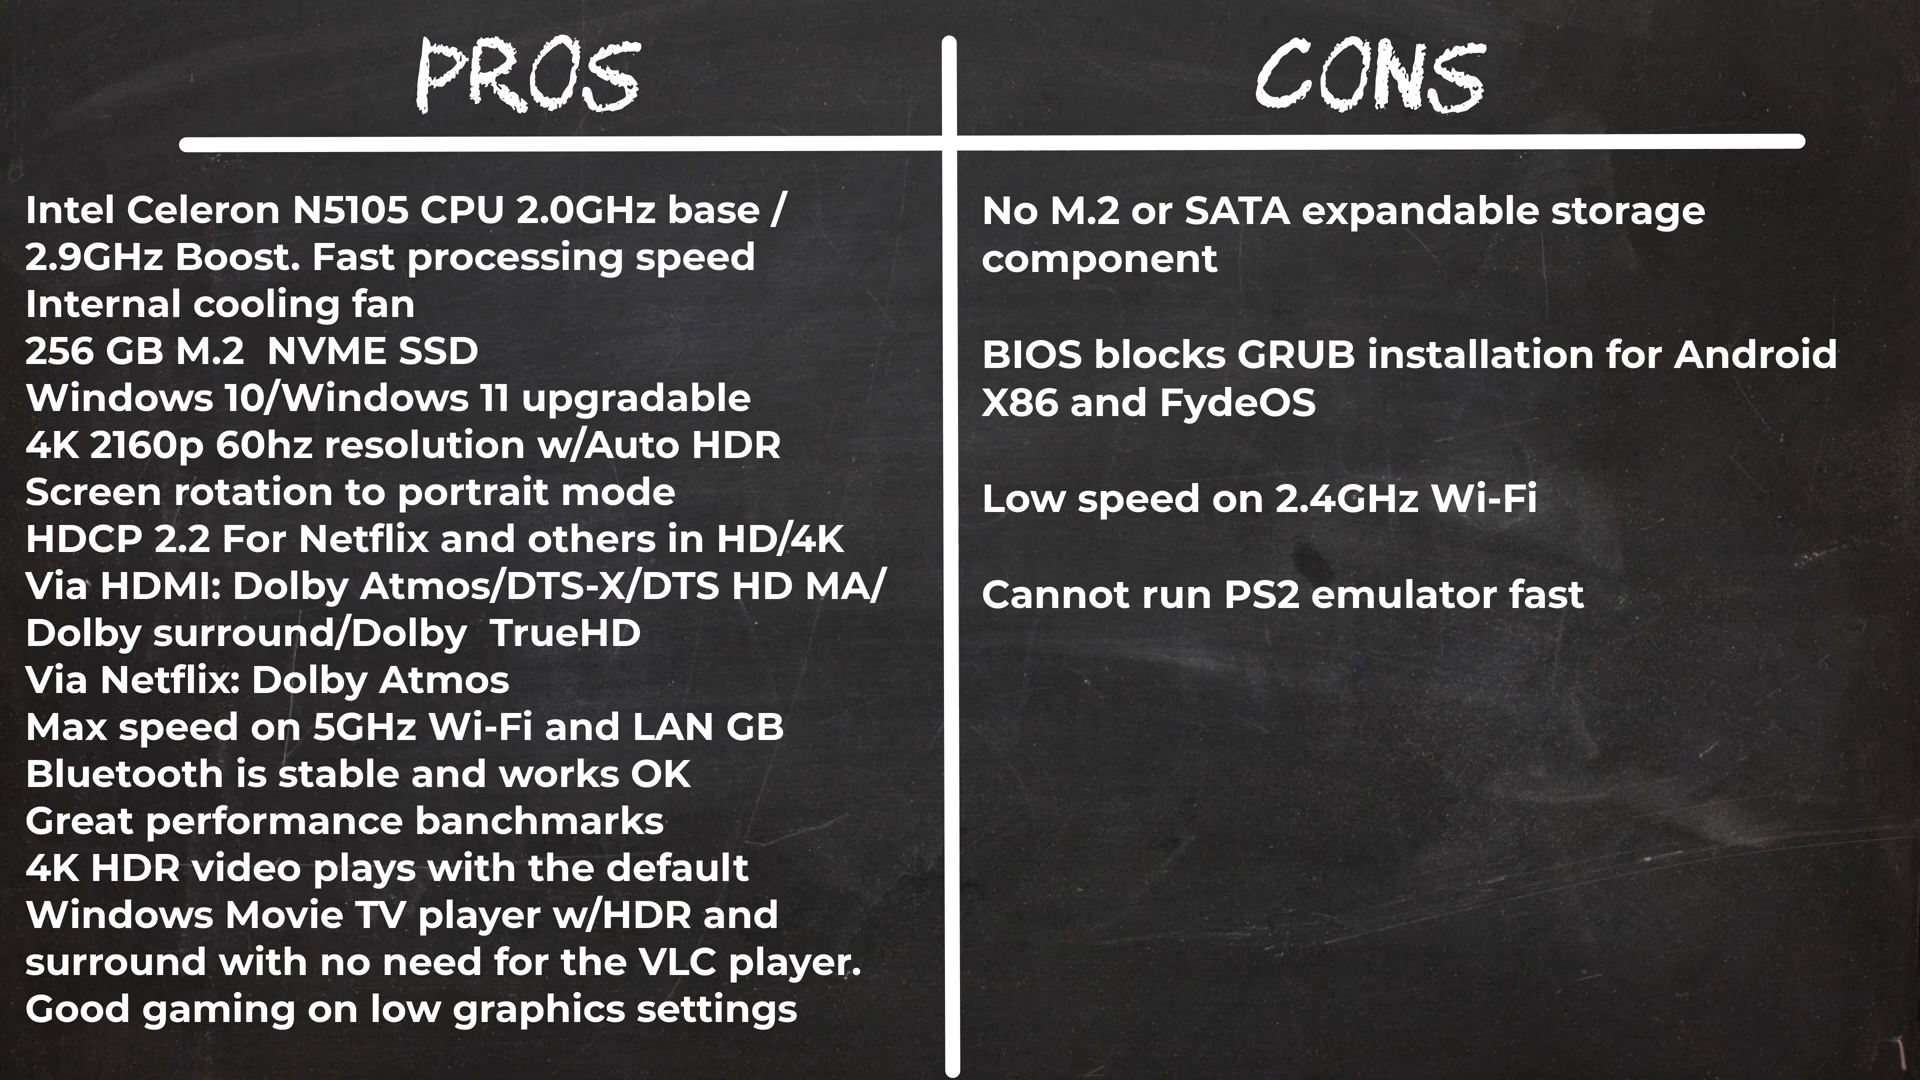 PROS
Intel Celeron N5105 CPU 2.0GHz base /
2.9GHz Boost. Fast processing speed
Internal cooling fan
256 GB M.2  NVME SSD
Windows 10/Windows 11 upgradable
4K 2160p 60hz resolution w/Auto HDR
Screen rotation to portrait mode
HDCP 2.2 For Netflix and others in HD/4K
Via HDMI: Dolby Atmos/DTS-X/DTS HD MA/
Dolby surround/Dolby  TrueHD
Via Netflix: Dolby Atmos
Max speed on 5GHz Wi-Fi and LAN GB
Bluetooth is stable and works OK
Great performance banchmarks
4K HDR video plays with the default
Windows Movie TV player w/HDR and
surround with no need for the VLC player.
Good gaming on low graphics settings
CONS
No M.2 or SATA expandable storage
component
BIOS blocks GRUB installation for Android
X86 and FydeOS
Low speed on 2.4GHz Wi-Fi
Cannot run PS2 emulator fast